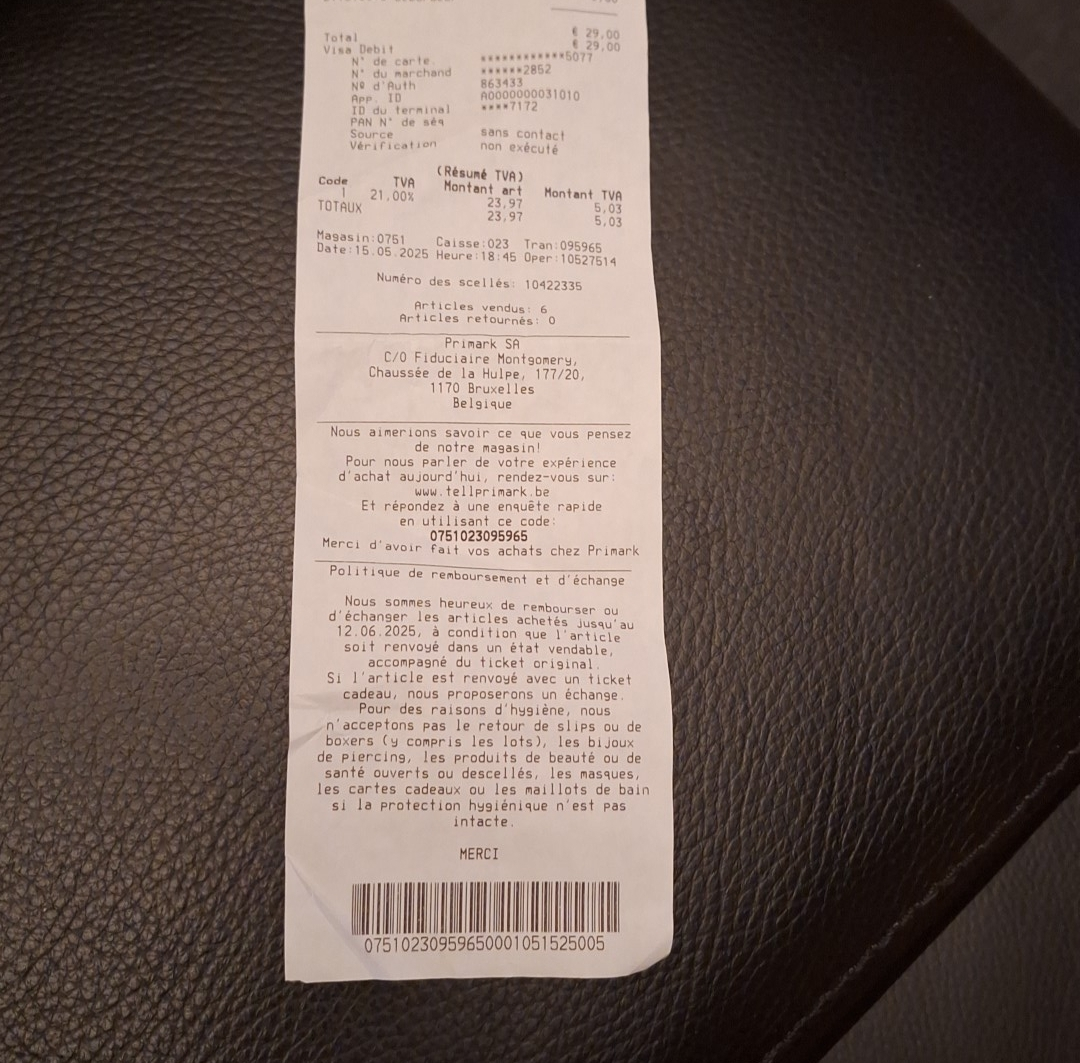 Total € 29,00
Visa Debit € 29,00
N° de carte. ************5077
N° du marchand ******2852
Nº d'Auth 863433
App. ID A0000000031010
ID du terminal ****7172
PAN N° de séq
Source sans contact
Vérification non exécuté
(Résumé TVA)
Code TVA Montant art Montant TVA
1 21,00% 23,97 5,03
TOTAUX 23,97 5,03
Magasin:0751 Caisse:023 Tran:095965
Date:15.05.2025 Heure:18:45 Oper:10527514
Numéro des scellés: 10422335
Articles vendus: 6
Articles retournés: 0
Primark SA
C/O Fiduciaire Montgomery,
Chaussée de la Hulpe, 177/20,
1170 Bruxelles
Belgique
Nous aimerions savoir ce que vous pensez
de notre magasin!
Pour nous parler de votre expérience
d'achat aujourd'hui, rendez-vous sur:
www.tellprimark.be
Et répondez à une enquête rapide
en utilisant ce code:
0751023095965
Merci d'avoir fait vos achats chez Primark
Politique de remboursement et d'échange
Nous sommes heureux de rembourser ou
d'échanger les articles achetés jusqu'au
12.06.2025, à condition que l'article
soit renvoyé dans un état vendable,
accompagné du ticket original.
Si l'article est renvoyé avec un ticket
cadeau, nous proposerons un échange.
Pour des raisons d'hygiène, nous
n'acceptons pas le retour de slips ou de
boxers (y compris les lots), les bijoux
de piercing, les produits de beauté ou de
santé ouverts ou descellés, les masques,
les cartes cadeaux ou les maillots de bain
si la protection hygiénique n'est pas
intacte.
MERCI
07510230959650001051525005